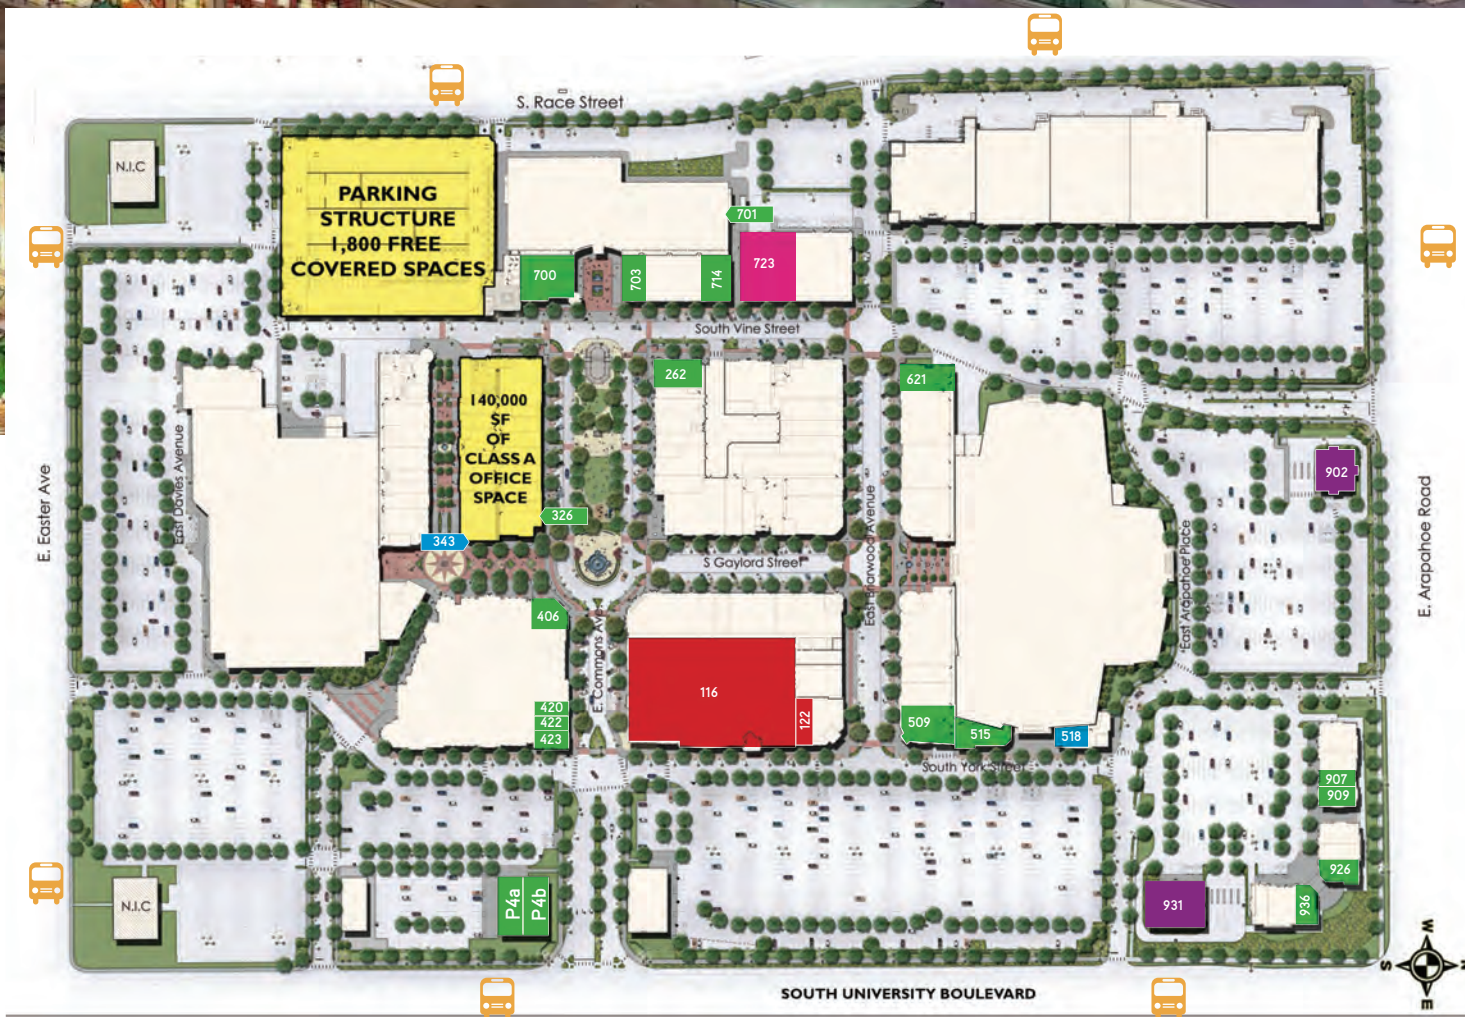 S. Race Street
N.I.C
PARKING
STRUCTURE
1,800 FREE
COVERED SPACES
701
700
703
714
723
South Vine Street
262
621
140,000
SF
OF
CLASS A
OFFICE
SPACE
902
E. Easter Ave
East Davies Avenue
326
343
S Gaylord Street
East Briarwood Avenue
East Arapahoe Place
E. Arapahoe Road
406
E. Commons Ave
116
122
420
422
423
509
515
518
South York Street
907
909
926
936
931
N.I.C
P4a
P4b
W
S
N
E
SOUTH UNIVERSITY BOULEVARD